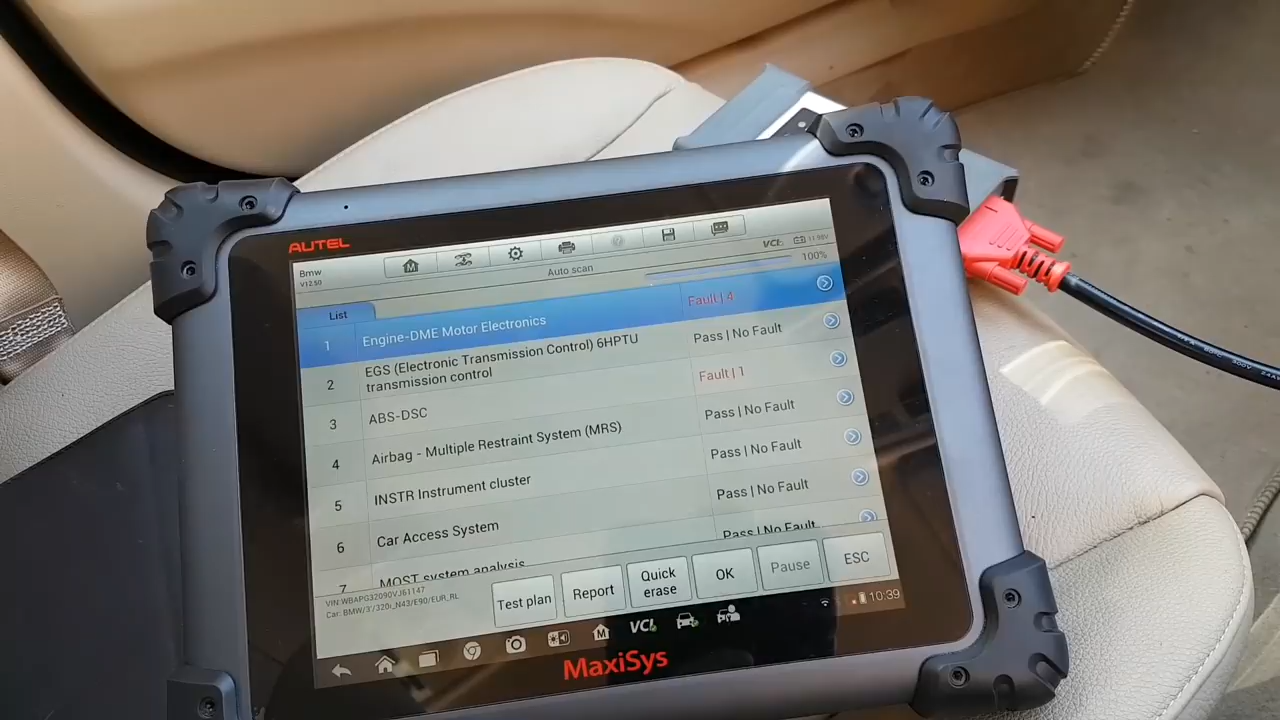 AUTEL
Bmw
V12.50
VCI
11.98V
Auto scan
100%
List
1 Engine-DME Motor Electronics Fault | 4
2 EGS (Electronic Transmission Control) 6HPTU
transmission control Pass | No Fault
3 ABS-DSC Fault | 1
4 Airbag - Multiple Restraint System (MRS) Pass | No Fault
5 INSTR Instrument cluster Pass | No Fault
6 Car Access System Pass | No Fault
7 MOST system analysis Pass | No Fault
VIN:WBAPG32090VJ61147
Car: BMW/3'/320i_N43/E90/EUR_RL
Test plan
Report
Quick
erase
OK
Pause
ESC
VCI
10:39
MaxiSys